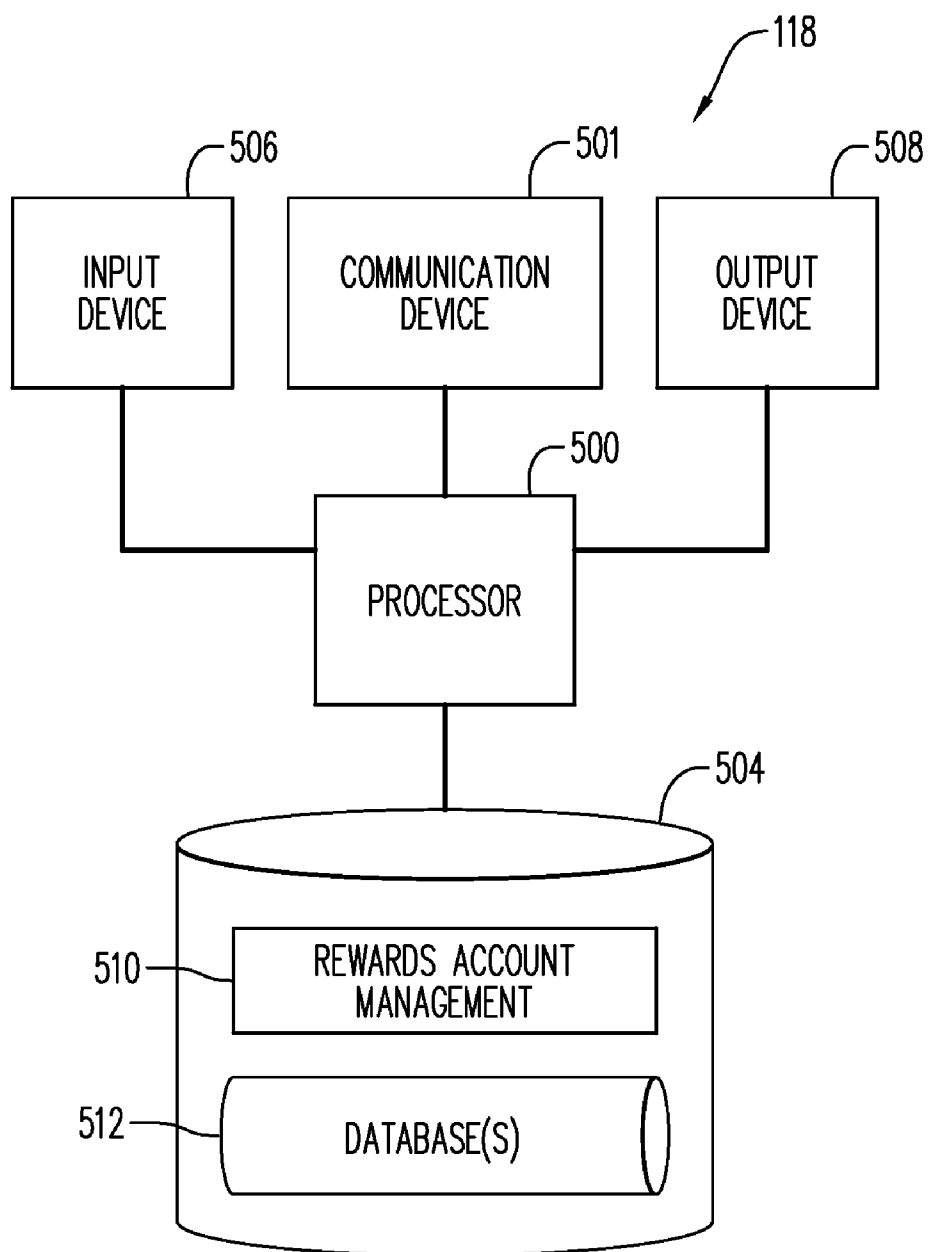 118
506
501
508
INPUT
DEVICE
COMMUNICATION
DEVICE
OUTPUT
DEVICE
500
PROCESSOR
504
510
REWARDS ACCOUNT
MANAGEMENT
512
DATABASE(S)